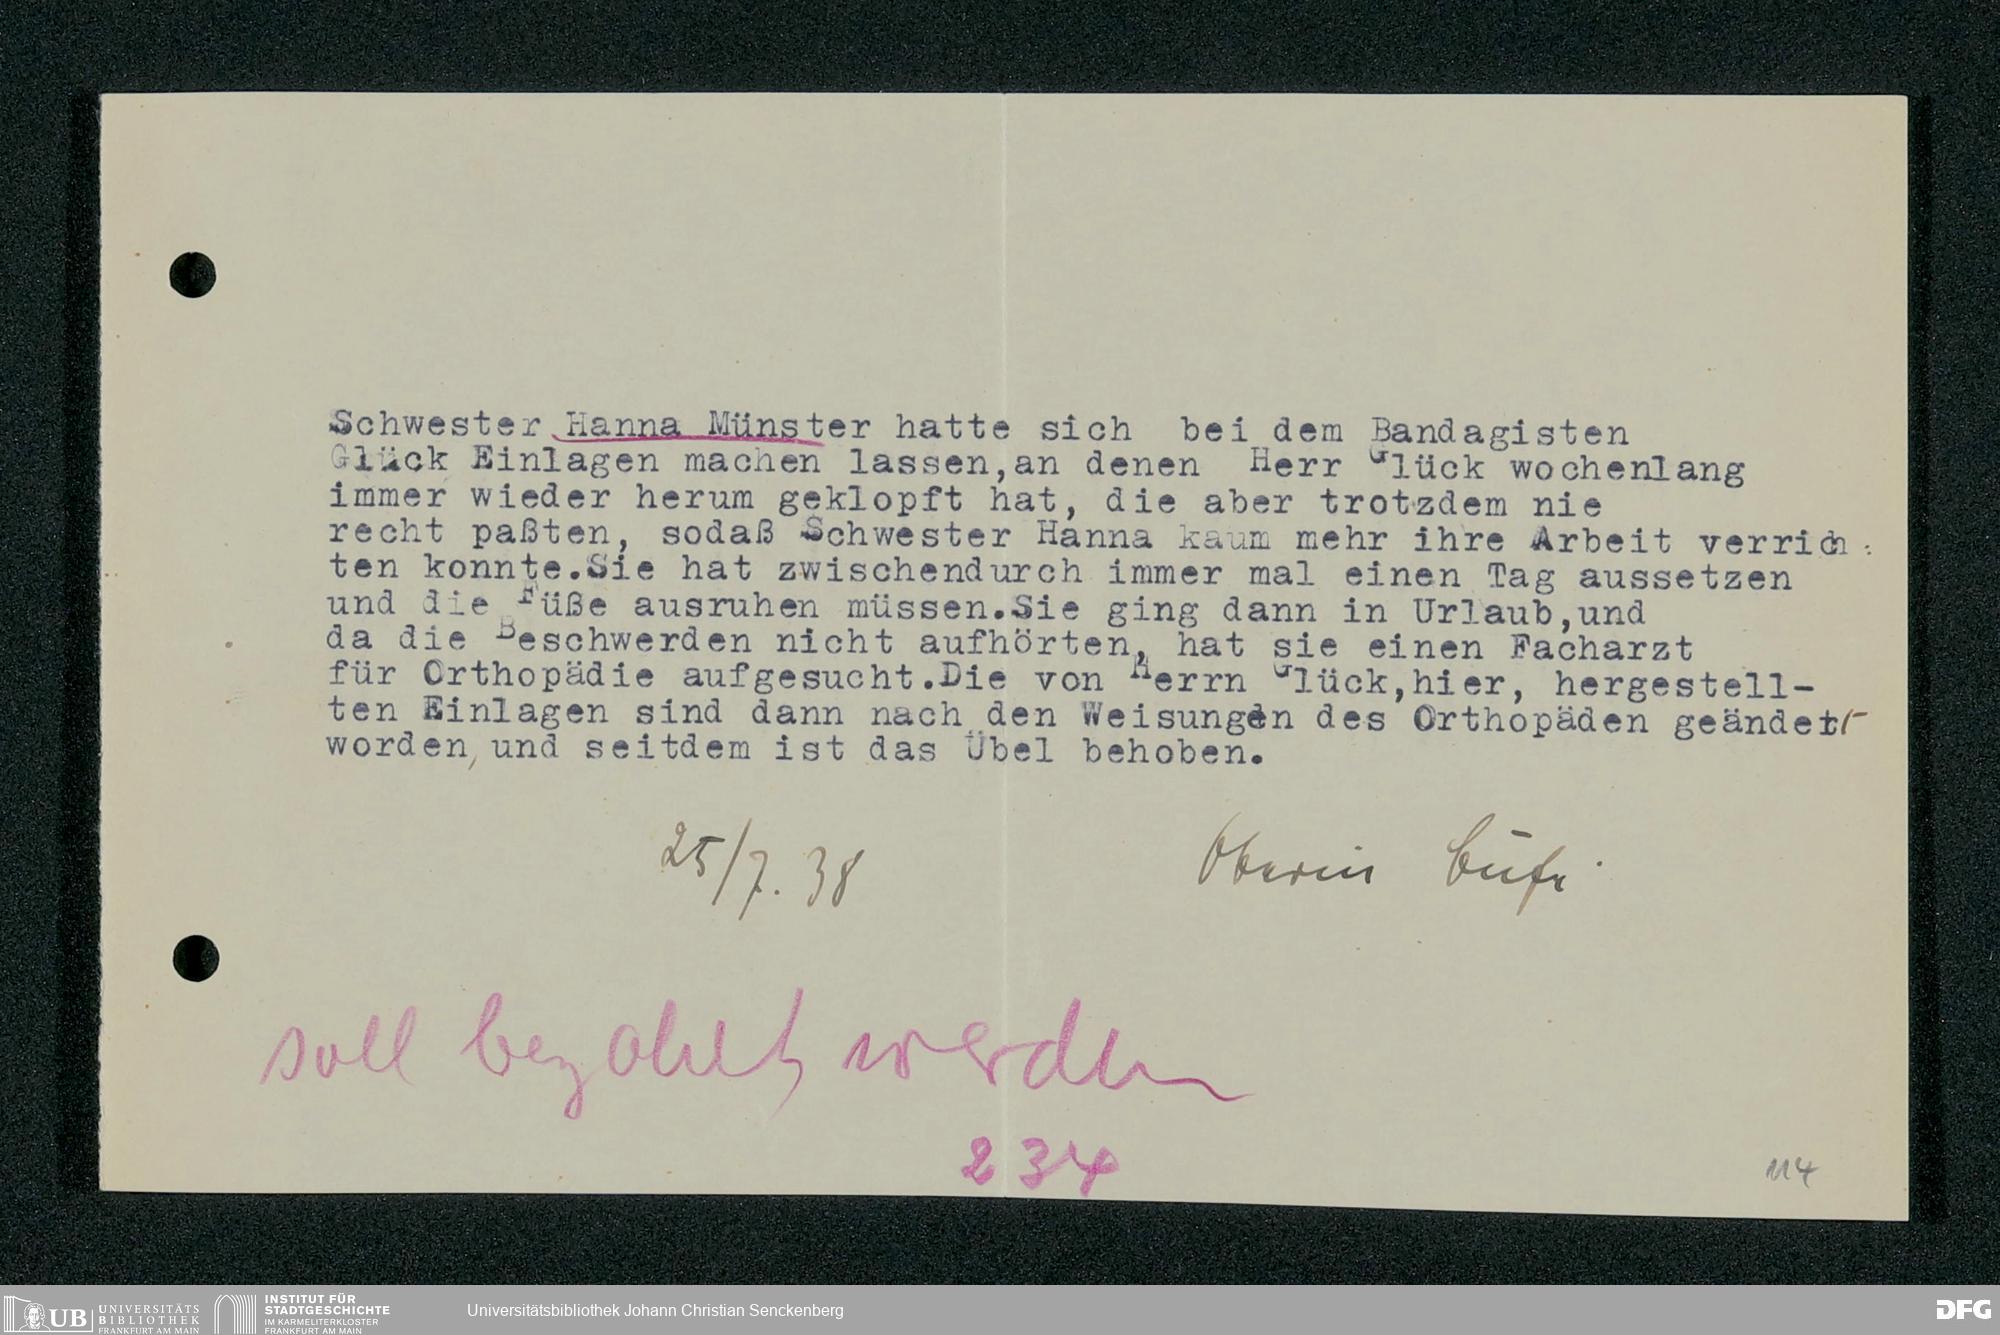 Schwester Hanna Münster hatte sich bei dem Bandagisten
Glück Einlagen machen lassen,an denen Herr Glück wochenlang
immer wieder herum geklopft hat, die aber trotzdem nie
recht paßten, sodaß Schwester Hanna kaum mehr ihre Arbeit verrich
ten konnte.Sie hat zwischendurch immer mal einen Tag aussetzen
und die Füße ausruhen müssen.Sie ging dann in Urlaub,und
da die Beschwerden nicht aufhörten, hat sie einen Facharzt
für Orthopädie aufgesucht.Die von Herrn Glück,hier, hergestell-
ten Einlagen sind dann nach den Weisungen des Orthopäden geändert
worden, und seitdem ist das Übel behoben.
25/7. 38 Oberin
soll bezahlt werden
234
114
UB UNIVERSITÄTS
BIBLIOTHEK
FRANKFURT AM MAIN
INSTITUT FÜR
STADTGESCHICHTE
IM KARMELITERKLOSTER
FRANKFURT AM MAIN
Universitätsbibliothek Johann Christian Senckenberg
DFG